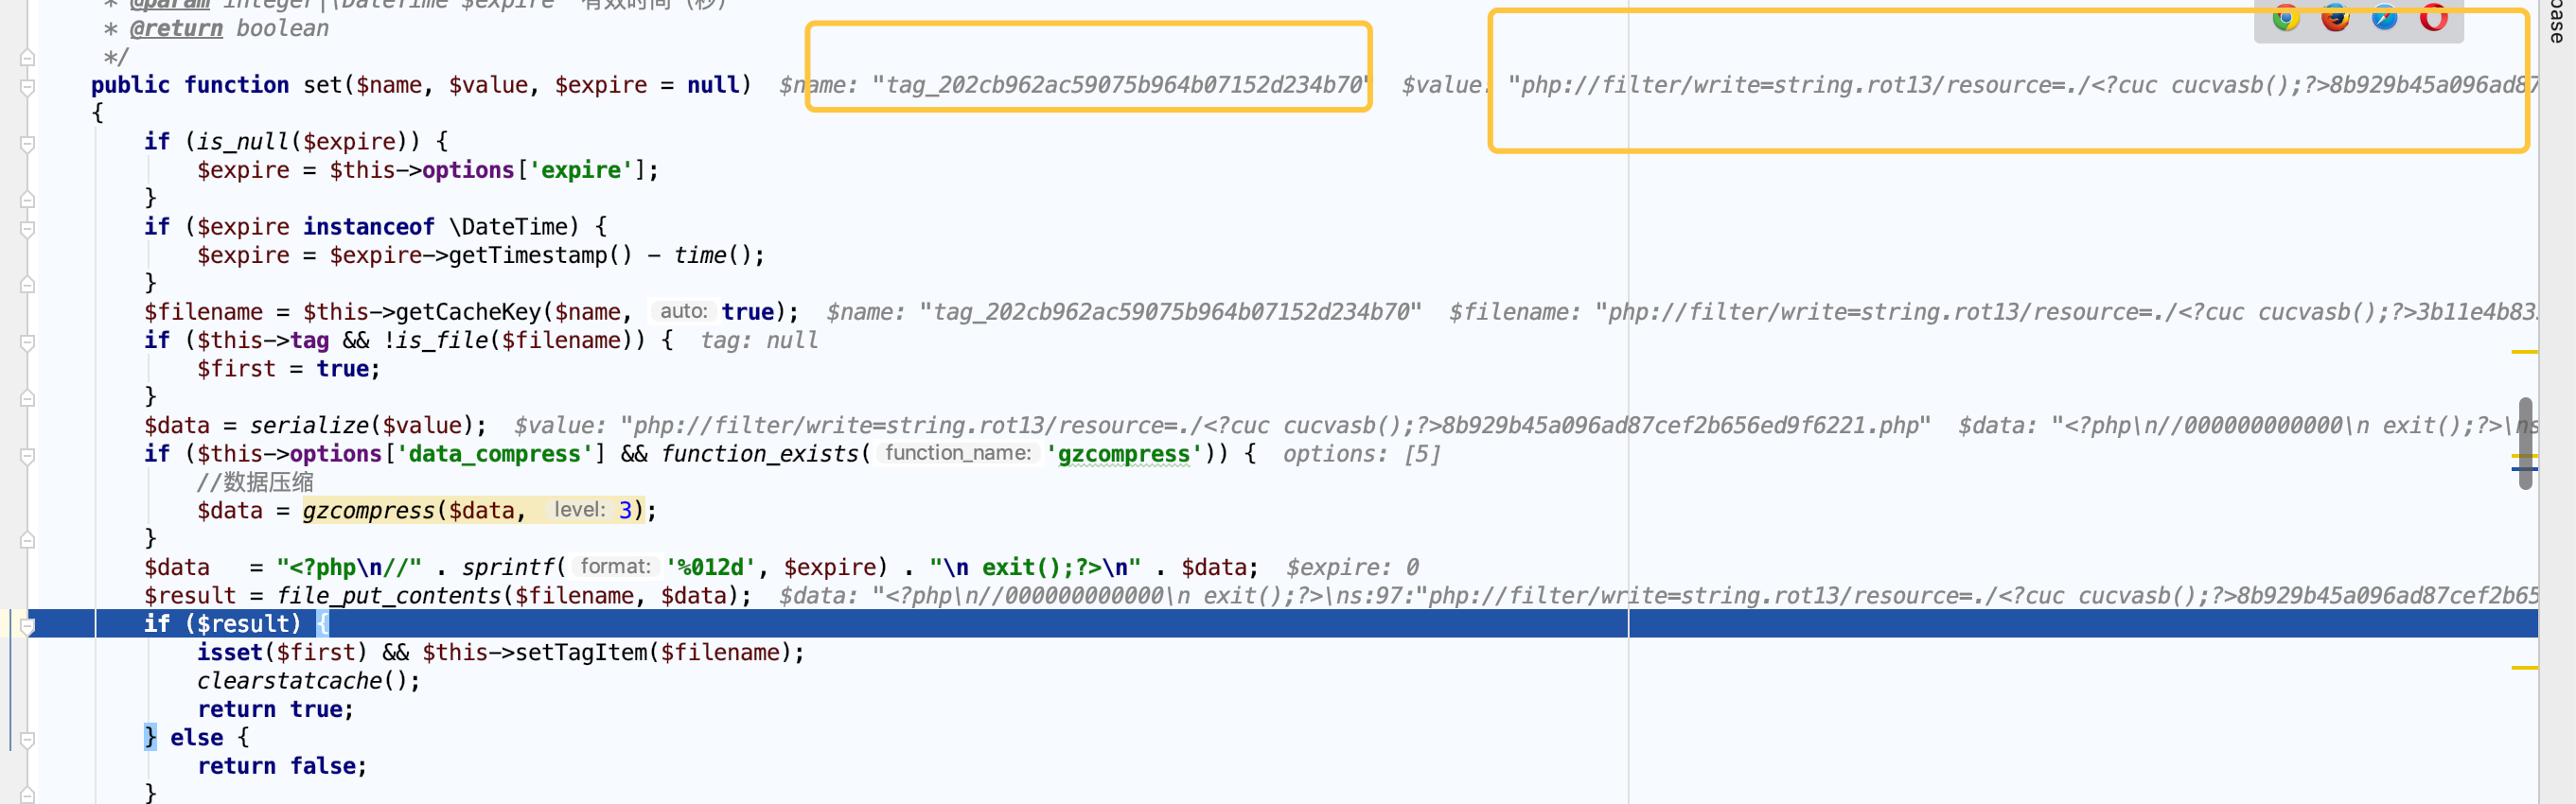 * @param integer|\DateTime $expire 有效时间（秒）
* @return boolean
*/
public function set($name, $value, $expire = null) $name: "tag_202cb962ac59075b964b07152d234b70" $value: "php://filter/write=string.rot13/resource=./<?cuc cucvasb();?>8b929b45a096ad87
{
if (is_null($expire)) {
$expire = $this->options['expire'];
}
if ($expire instanceof \DateTime) {
$expire = $expire->getTimestamp() - time();
}
$filename = $this->getCacheKey($name, auto: true); $name: "tag_202cb962ac59075b964b07152d234b70" $filename: "php://filter/write=string.rot13/resource=./<?cuc cucvasb();?>3b11e4b83
if ($this->tag && !is_file($filename)) { tag: null
$first = true;
}
$data = serialize($value); $value: "php://filter/write=string.rot13/resource=./<?cuc cucvasb();?>8b929b45a096ad87cef2b656ed9f6221.php" $data: "<?php\n//000000000000\n exit();?>\ns
if ($this->options['data_compress'] && function_exists( function_name: 'gzcompress')) { options: [5]
//数据压缩
$data = gzcompress($data, level: 3);
}
$data = "<?php\n//" . sprintf( format: '%012d', $expire) . "\n exit();?>\n" . $data; $expire: 0
$result = file_put_contents($filename, $data); $data: "<?php\n//000000000000\n exit();?>\ns:97:"php://filter/write=string.rot13/resource=./<?cuc cucvasb();?>8b929b45a096ad87cef2b65
if ($result) {
isset($first) && $this->setTagItem($filename);
clearstatcache();
return true;
} else {
return false;
}
base